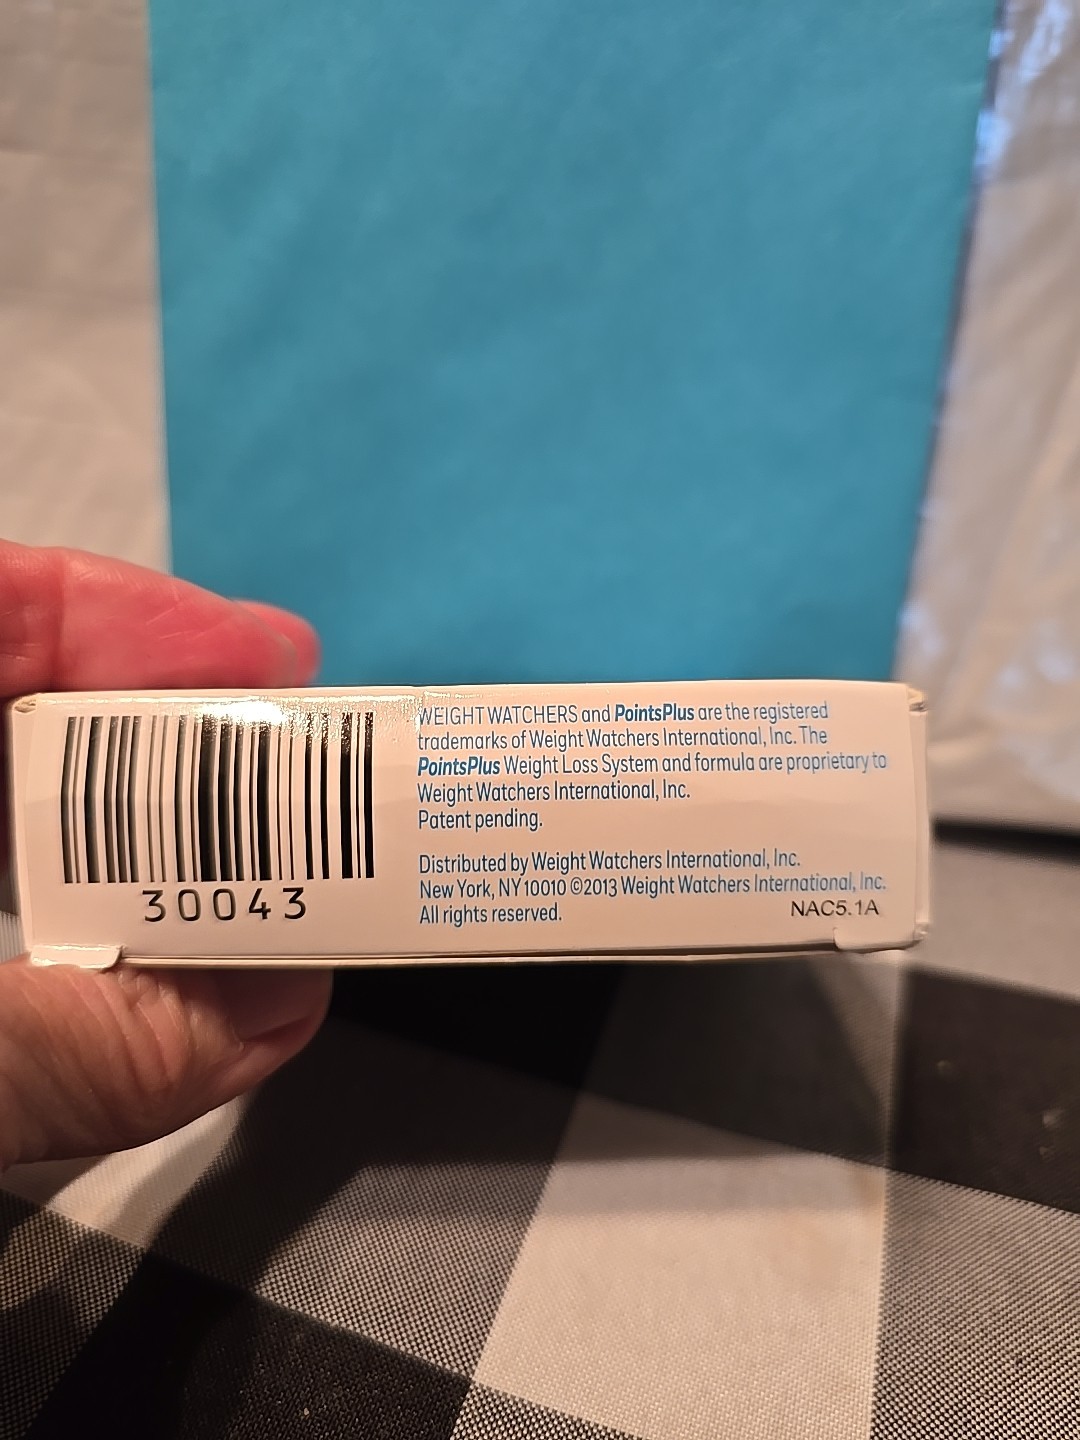 WEIGHT WATCHERS and PointsPlus are the registered
trademarks of Weight Watchers International, Inc. The
PointsPlus Weight Loss System and formula are proprietary to
Weight Watchers International, Inc.
Patent pending.
Distributed by Weight Watchers International, Inc.
New York, NY 10010 ©2013 Weight Watchers International, Inc.
All rights reserved.
NAC5.1A
30043